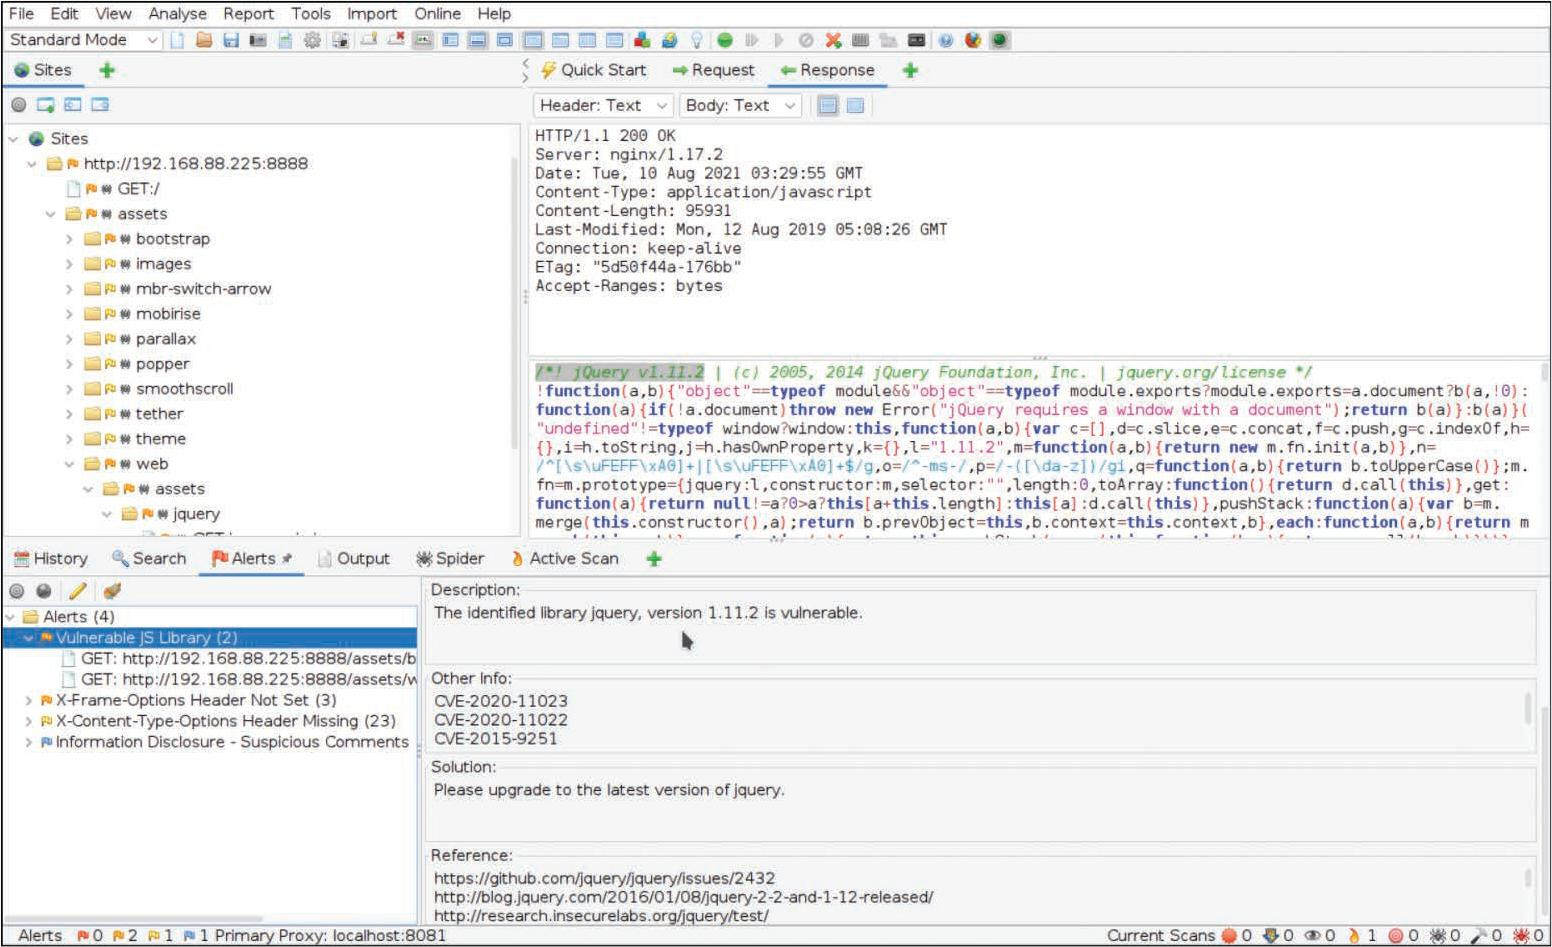 File Edit View Analyse Report Tools Import Online Help
Standard Mode
Sites
Quick Start Request Response
Header: Text Body: Text
Sites
http://192.168.88.225:8888
GET:/
assets
bootstrap
images
mbr-switch-arrow
mobirise
parallax
popper
smoothscroll
tether
theme
web
assets
jquery
HTTP/1.1 200 OK
Server: nginx/1.17.2
Date: Tue, 10 Aug 2021 03:29:55 GMT
Content-Type: application/javascript
Content-Length: 95931
Last-Modified: Mon, 12 Aug 2019 05:08:26 GMT
Connection: keep-alive
ETag: "5d50f44a-176bb"
Accept-Ranges: bytes
/*! jQuery v1.11.2 | (c) 2005, 2014 jQuery Foundation, Inc. | jquery.org/license */
!function(a,b){"object"==typeof module&&"object"==typeof module.exports?module.exports=a.document?b(a,!0):
function(a){if(!a.document)throw new Error("jQuery requires a window with a document");return b(a)}:b(a)}(
"undefined"!=typeof window?window:this,function(a,b){var c=[],d=c.slice,e=c.concat,f=c.push,g=c.indexOf,h=
{},i=h.toString,j=h.hasOwnProperty,k={},l="1.11.2",m=function(a,b){return new m.fn.init(a,b)},n=
/^[\s\uFEFF\xA0]+|[\s\uFEFF\xA0]+$/g,o=/^-ms-/,p=/-([\da-z])/gi,q=function(a,b){return b.toUpperCase()};m.
fn=m.prototype={jquery:l,constructor:m,selector:"",length:0,toArray:function(){return d.call(this)},get:
function(a){return null!=a?0>a?this[a+this.length]:this[a]:d.call(this)},pushStack:function(a){var b=m.
merge(this.constructor(),a);return b.prevObject=this,b.context=this.context,b},each:function(a,b){return m
History Search Alerts Output Spider Active Scan
Alerts (4)
Vulnerable JS Library (2)
GET: http://192.168.88.225:8888/assets/b
GET: http://192.168.88.225:8888/assets/w
X-Frame-Options Header Not Set (3)
X-Content-Type-Options Header Missing (23)
Information Disclosure - Suspicious Comments
Description:
The identified library jquery, version 1.11.2 is vulnerable.
Other Info:
CVE-2020-11023
CVE-2020-11022
CVE-2015-9251
Solution:
Please upgrade to the latest version of jquery.
Reference:
https://github.com/jquery/jquery/issues/2432
http://blog.jquery.com/2016/01/08/jquery-2-2-and-1-12-released/
http://research.insecurelabs.org/jquery/test/
Alerts 0 2 1 1 Primary Proxy: localhost:8081 Current Scans 0 0 0 1 0 0 0 0